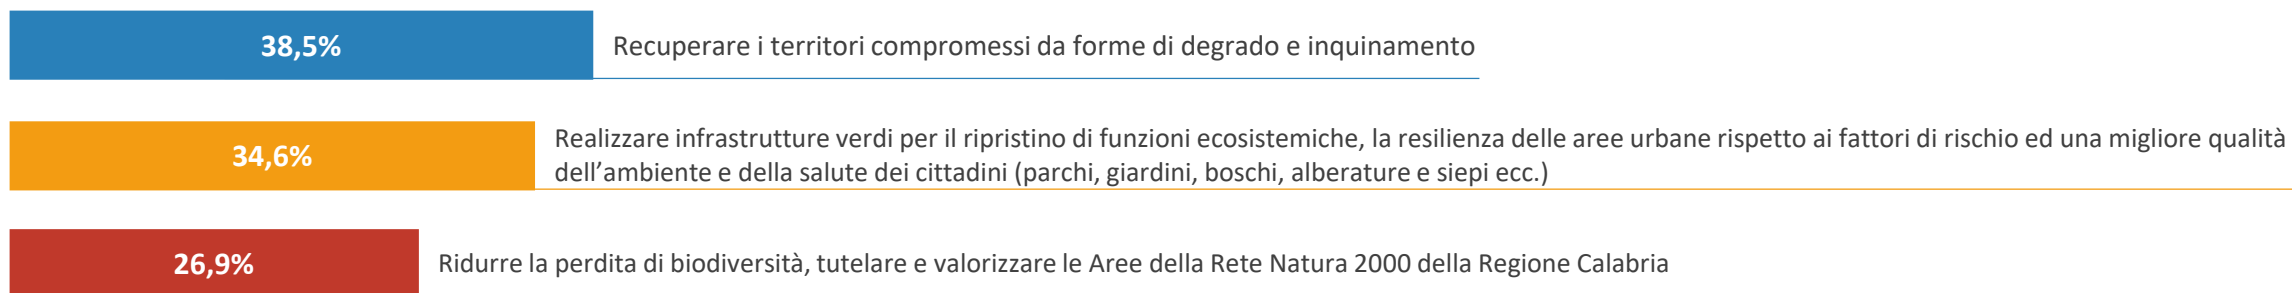 38,5%
Recuperare i territori compromessi da forme di degrado e inquinamento
34,6%
Realizzare infrastrutture verdi per il ripristino di funzioni ecosistemiche, la resilienza delle aree urbane rispetto ai fattori di rischio ed una migliore qualità
dell’ambiente e della salute dei cittadini (parchi, giardini, boschi, alberature e siepi ecc.)
26,9%
Ridurre la perdita di biodiversità, tutelare e valorizzare le Aree della Rete Natura 2000 della Regione Calabria